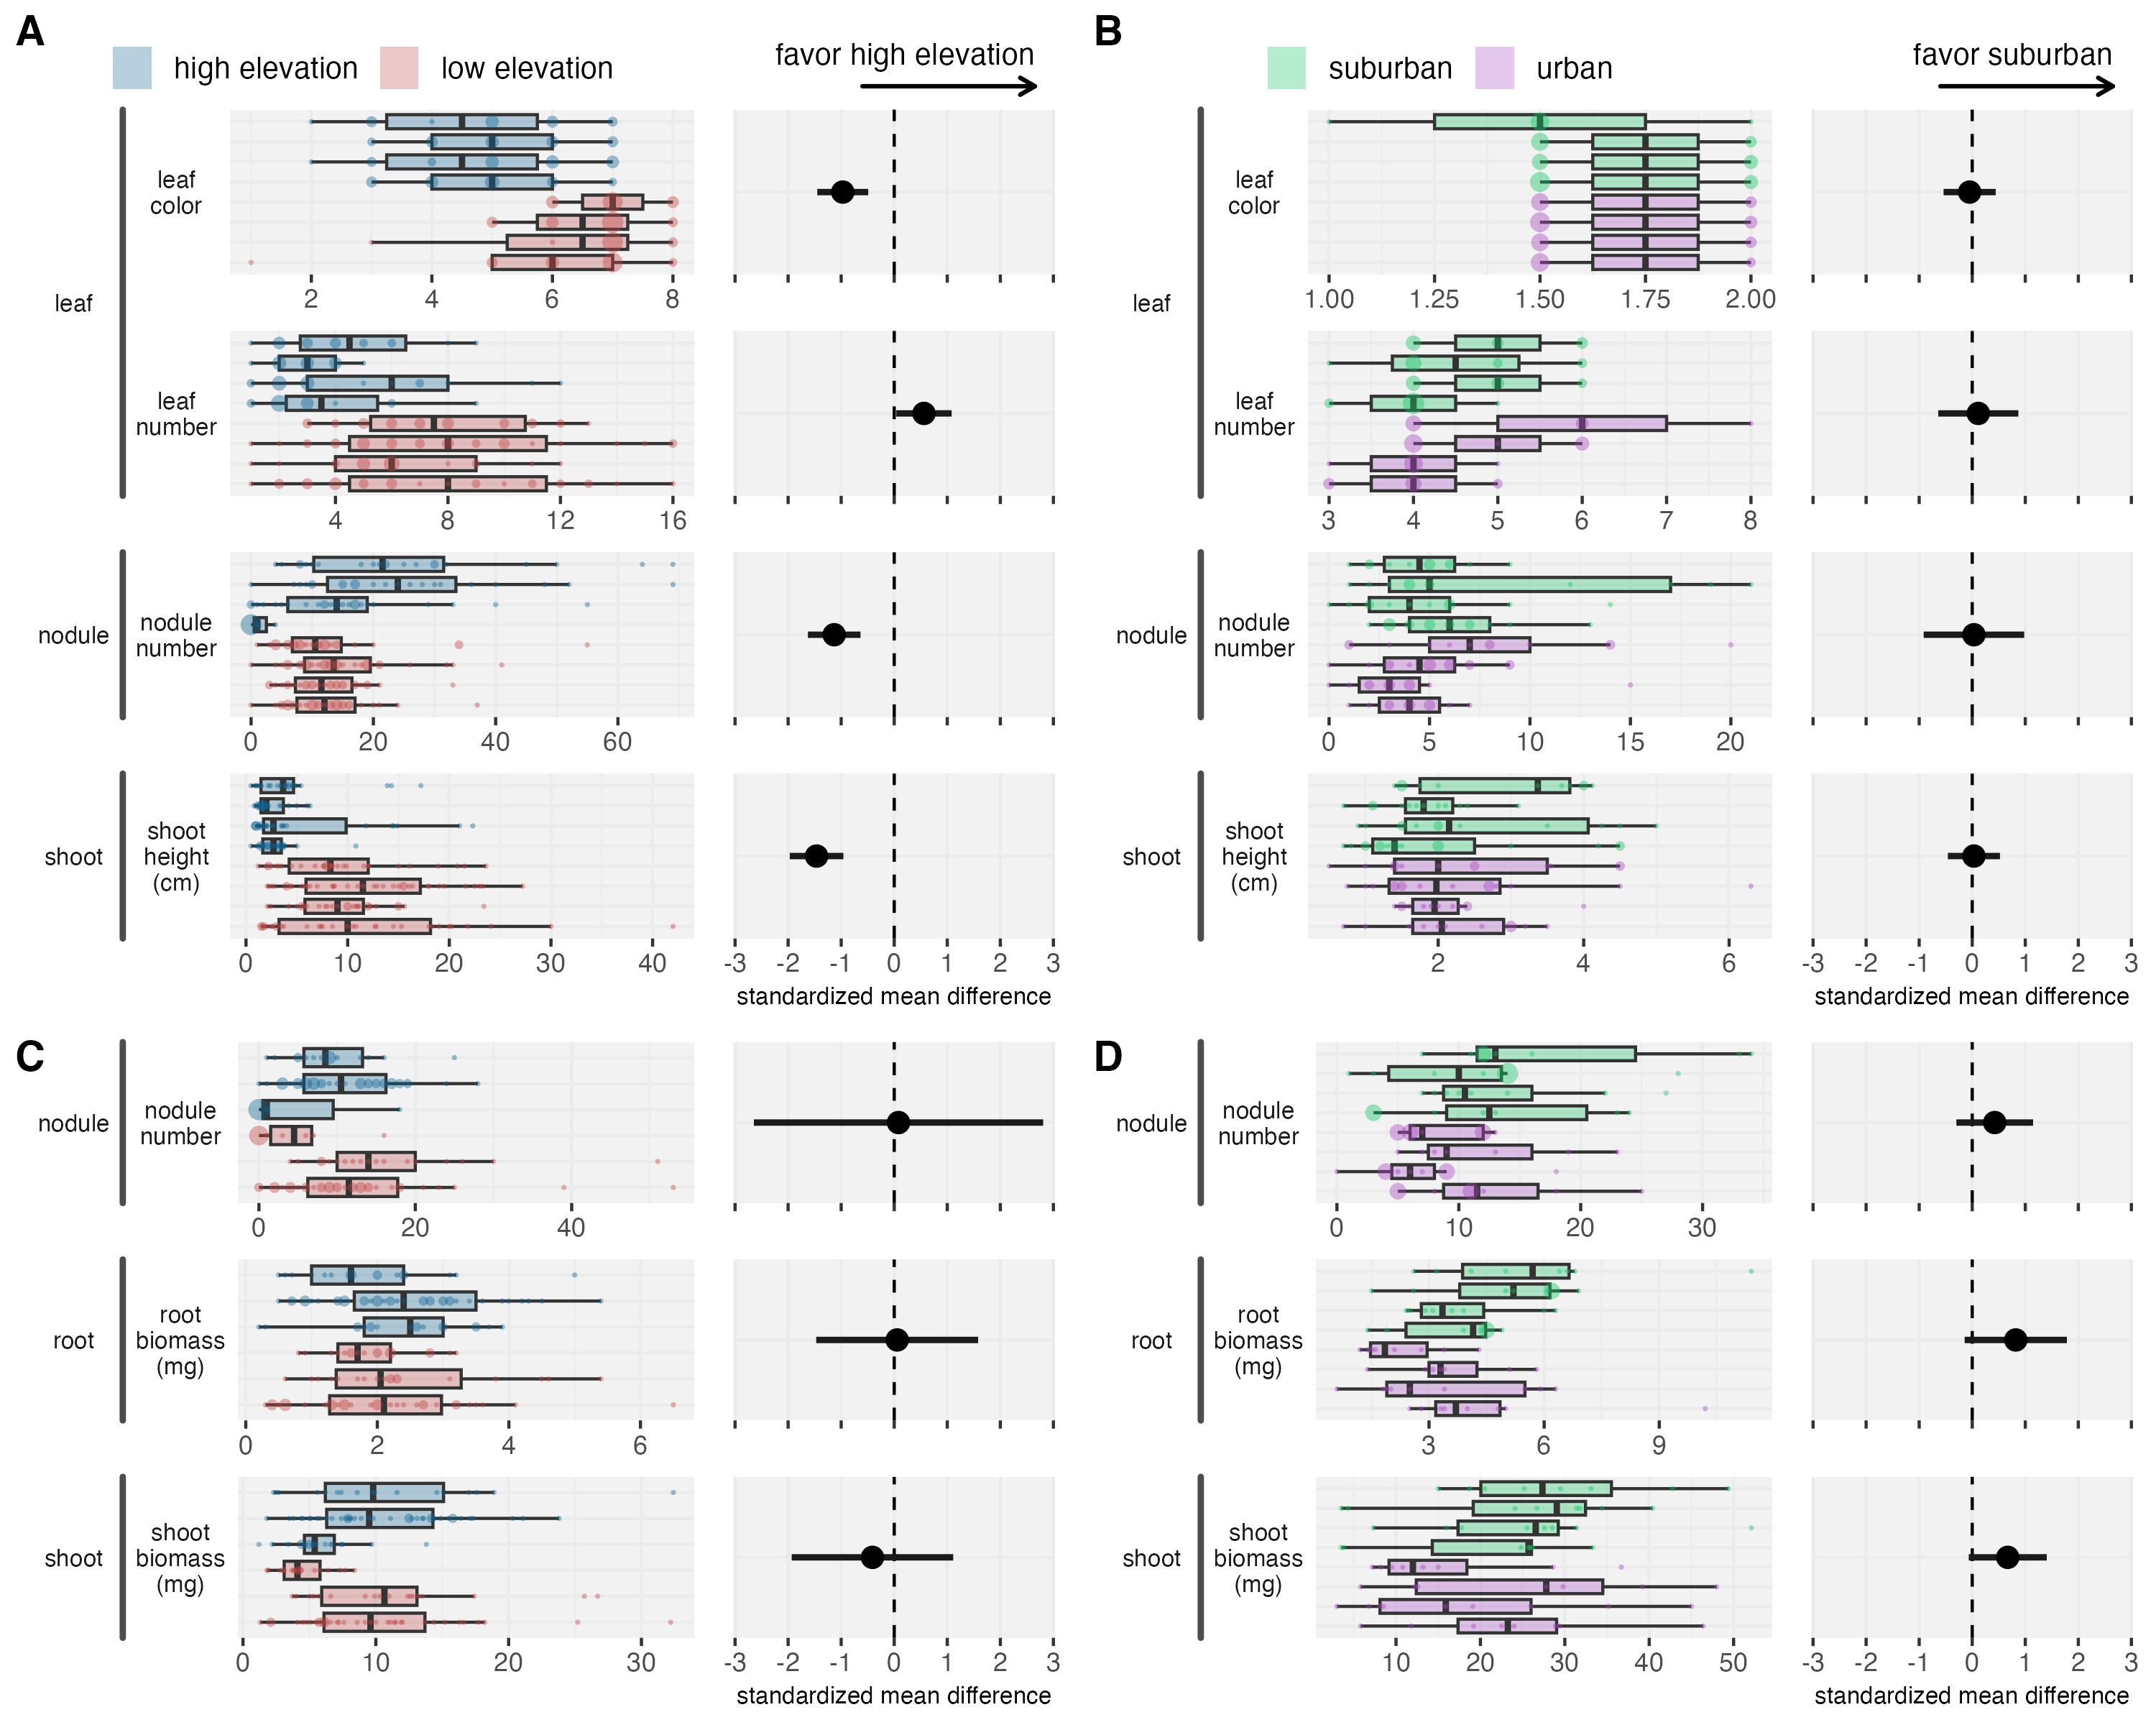 A
high elevation
low elevation
favor high elevation
leaf
leaf
color
2 4 6 8
leaf
number
4 8 12 16
nodule
nodule
number
0 20 40 60
shoot
shoot
height
(cm)
0 10 20 30 40
-3 -2 -1 0 1 2 3
standardized mean difference
B
suburban
urban
favor suburban
leaf
leaf
color
1.00 1.25 1.50 1.75 2.00
leaf
number
3 4 5 6 7 8
nodule
nodule
number
0 5 10 15 20
shoot
shoot
height
(cm)
2 4 6
-3 -2 -1 0 1 2 3
standardized mean difference
C
nodule
nodule
number
0 20 40
root
root
biomass
(mg)
0 2 4 6
shoot
shoot
biomass
(mg)
0 10 20 30
-3 -2 -1 0 1 2 3
standardized mean difference
D
nodule
nodule
number
0 10 20 30
root
root
biomass
(mg)
3 6 9
shoot
shoot
biomass
(mg)
10 20 30 40 50
-3 -2 -1 0 1 2 3
standardized mean difference